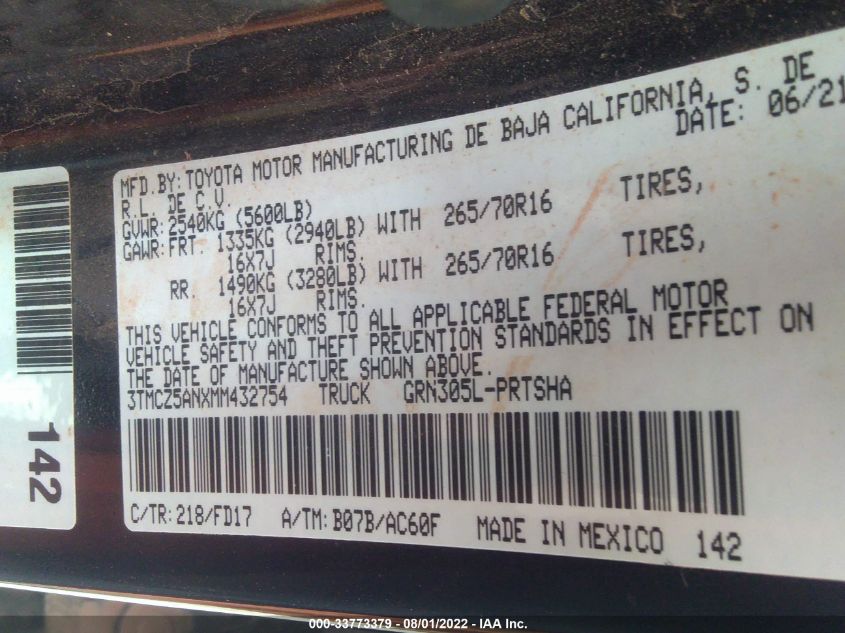 MFD.BY:TOYOTA MOTOR MANUFACTURING DE BAJA CALIFORNIA, S. DE
R.L. DE C.V. DATE: 06/21
GVWR:2540KG (5600LB)
GAWR:FRT. 1335KG (2940LB) WITH 265/70R16 TIRES,
16X7J RIMS.
RR. 1490KG (3280LB) WITH 265/70R16 TIRES,
16X7J RIMS.
THIS VEHICLE CONFORMS TO ALL APPLICABLE FEDERAL MOTOR
VEHICLE SAFETY AND THEFT PREVENTION STANDARDS IN EFFECT ON
THE DATE OF MANUFACTURE SHOWN ABOVE.
3TMCZ5ANXMM432754 TRUCK GRN305L-PRTSHA
C/TR:218/FD17 A/TM:B07B/AC60F MADE IN MEXICO 142
142
000-33773379 - 08/01/2022 - IAA Inc.